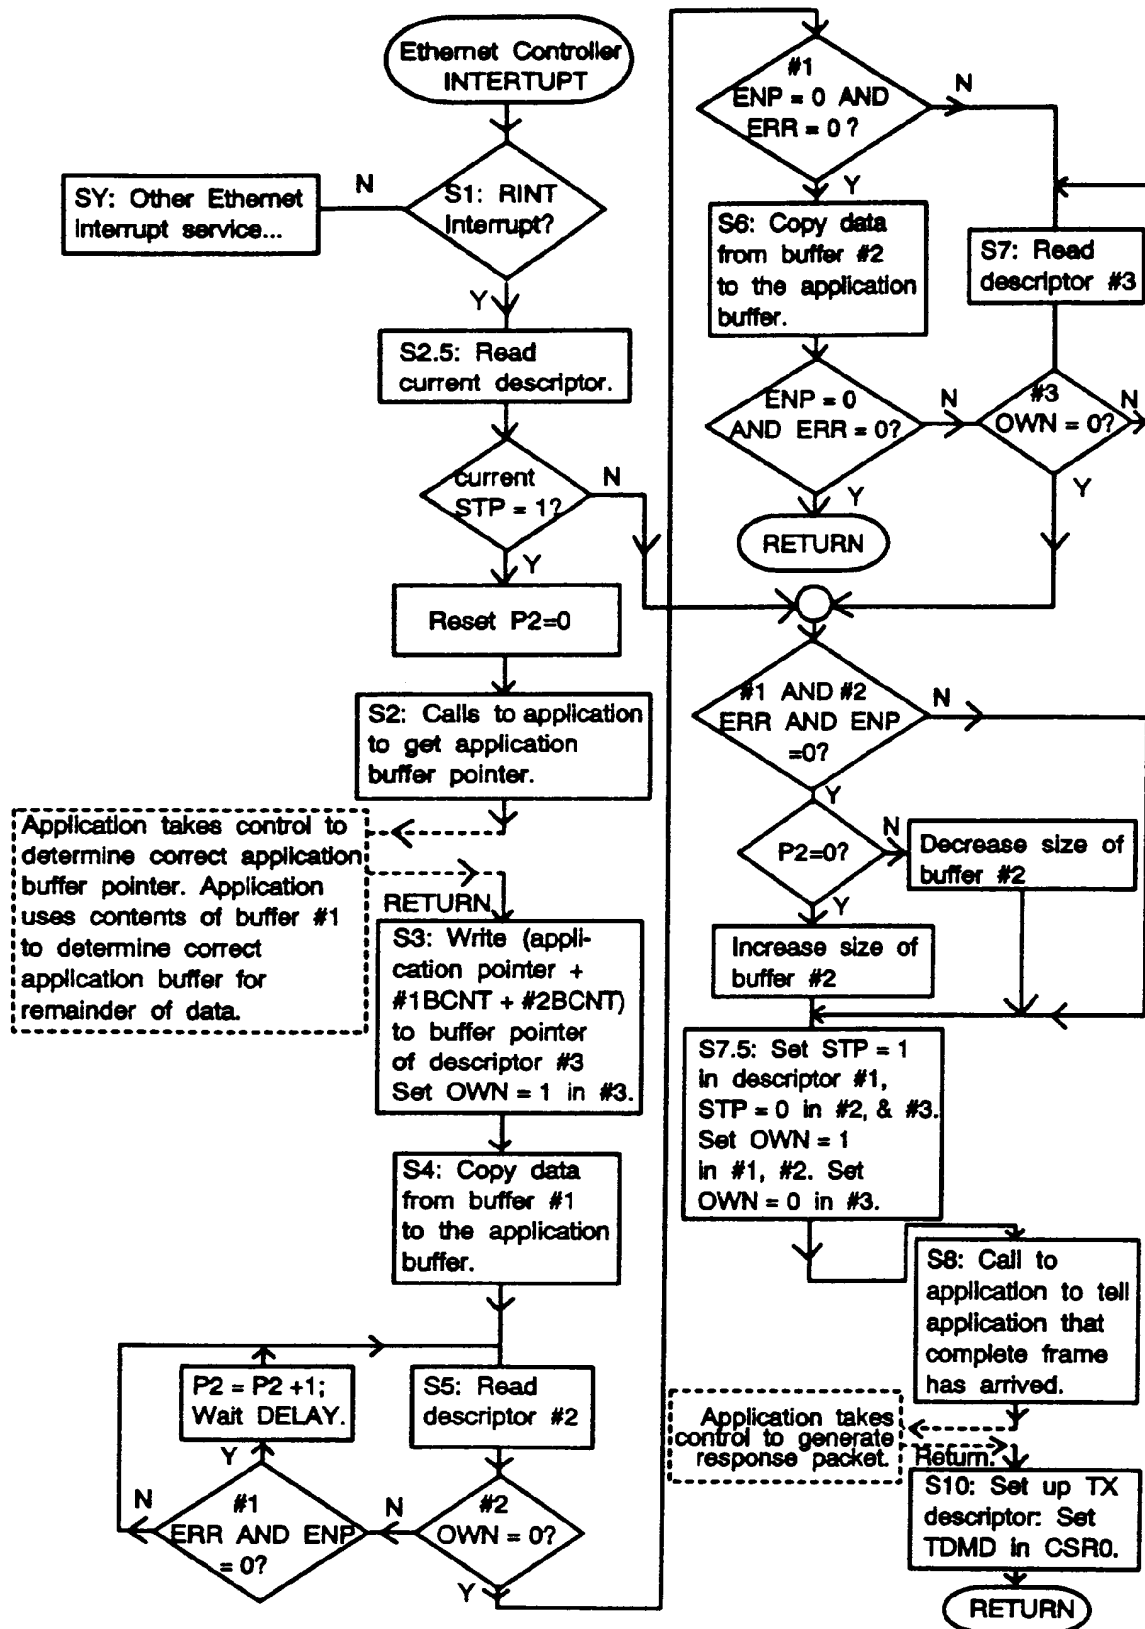 Ethernet Controller
INTERTUPT
S1: RINT
Interrupt?
N
SY: Other Ethernet
interrupt service...
Y
S2.5: Read
current descriptor.
current
STP = 1?
N
Y
Reset P2=0
S2: Calls to application
to get application
buffer pointer.
Application takes control to
determine correct application
buffer pointer. Application
uses contents of buffer #1
to determine correct
application buffer for
remainder of data.
RETURN
S3: Write (appli-
cation pointer +
#1BCNT + #2BCNT)
to buffer pointer
of descriptor #3
Set OWN = 1 in #3.
S4: Copy data
from buffer #1
to the application
buffer.
S5: Read
descriptor #2
P2 = P2 +1;
Wait DELAY.
Y
#1
ERR AND ENP
= 0?
N
N
#2
OWN = 0?
Y
#1
ENP = 0 AND
ERR = 0?
N
Y
S6: Copy data
from buffer #2
to the application
buffer.
S7: Read
descriptor #3
ENP = 0
AND ERR = 0?
N
#3
OWN = 0?
N
Y
Y
RETURN
#1 AND #2
ERR AND ENP
=0?
N
Y
P2=0?
N
Decrease size of
buffer #2
Y
Increase size of
buffer #2
S7.5: Set STP = 1
in descriptor #1,
STP = 0 in #2, & #3.
Set OWN = 1
in #1, #2. Set
OWN = 0 in #3.
S8: Call to
application to tell
application that
complete frame
has arrived.
Application takes
control to generate
response packet.
Return.
S10: Set up TX
descriptor: Set
TDMD in CSR0.
RETURN